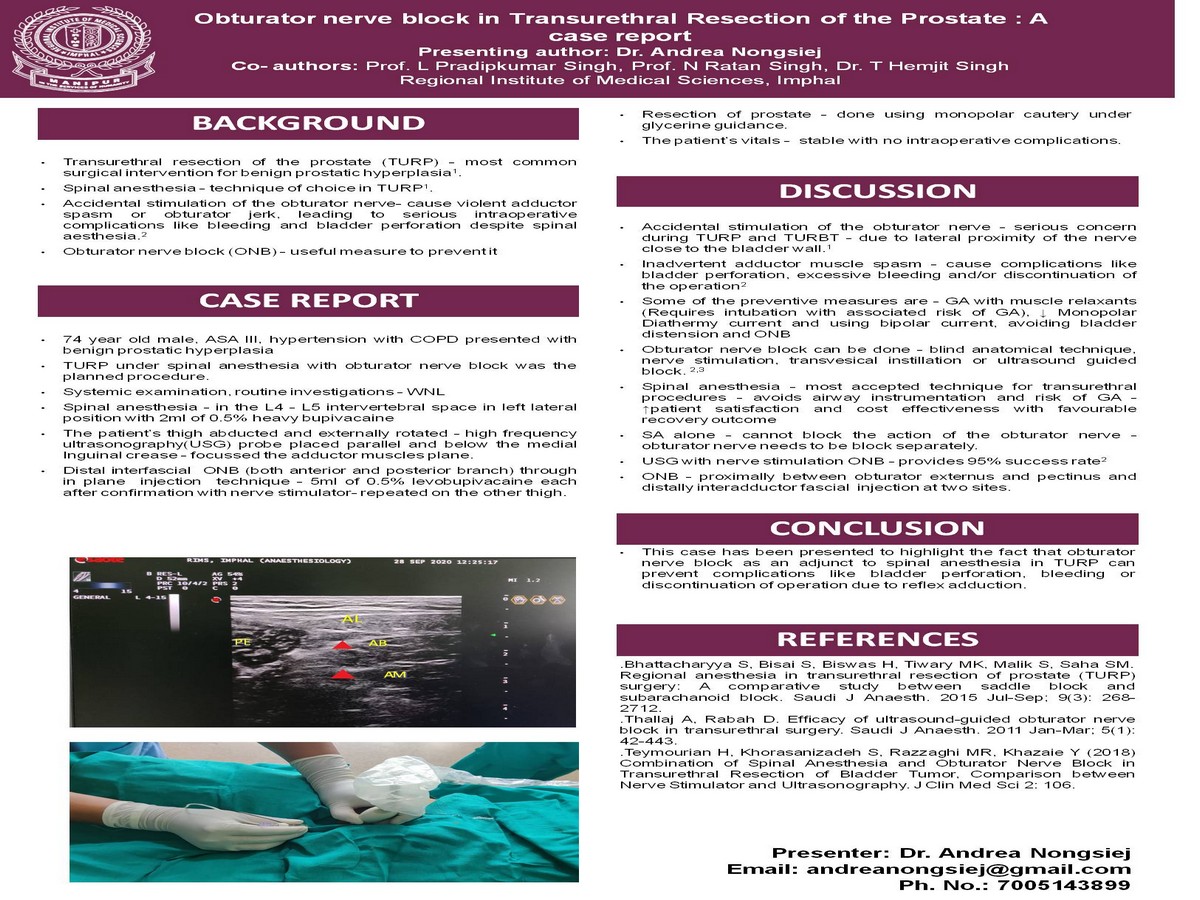 Obturator nerve block in Transurethral Resection of the Prostate : A
case report
Presenting author: Dr. Andrea Nongsiej
Co- authors: Prof. L Pradipkumar Singh, Prof. N Ratan Singh, Dr. T Hemjit Singh
Regional Institute of Medical Sciences, Imphal
MANIPUR
BACKGROUND
- Transurethral resection of the prostate (TURP) – most common
surgical intervention for benign prostatic hyperplasia¹.
- Spinal anesthesia – technique of choice in TURP¹.
- Accidental stimulation of the obturator nerve- cause violent adductor
spasm or obturator jerk, leading to serious intraoperative
complications like bleeding and bladder perforation despite spinal
aesthesia.²
- Obturator nerve block (ONB) – useful measure to prevent it
CASE REPORT
- 74 year old male, ASA III, hypertension with COPD presented with
benign prostatic hyperplasia
- TURP under spinal anesthesia with obturator nerve block was the
planned procedure.
- Systemic examination, routine investigations – WNL
- Spinal anesthesia – in the L4 – L5 intervertebral space in left lateral
position with 2ml of 0.5% heavy bupivacaine
- The patient's thigh abducted and externally rotated – high frequency
ultrasonography(USG) probe placed parallel and below the medial
Inguinal crease – focussed the adductor muscles plane.
- Distal interfascial ONB (both anterior and posterior branch) through
in plane injection technique – 5ml of 0.5% levobupivacaine each
after confirmation with nerve stimulator- repeated on the other thigh.
RIMS, IMPHAL (ANAESTHESIOLOGY)
28 SEP 2020 12:25:17
B RES-L AG 54%
D 52mm XV +4
PRC 10/4/2 PRS 2
PST 0 C 0
MI 1.2
4 15
GENERAL L 4-15
AL
PE
AB
AM
- Resection of prostate – done using monopolar cautery under
glycerine guidance.
- The patient's vitals – stable with no intraoperative complications.
DISCUSSION
- Accidental stimulation of the obturator nerve – serious concern
during TURP and TURBT – due to lateral proximity of the nerve
close to the bladder wall.¹
- Inadvertent adductor muscle spasm – cause complications like
bladder perforation, excessive bleeding and/or discontinuation of
the operation²
- Some of the preventive measures are – GA with muscle relaxants
(Requires intubation with associated risk of GA), ↓ Monopolar
Diathermy current and using bipolar current, avoiding bladder
distension and ONB
- Obturator nerve block can be done – blind anatomical technique,
nerve stimulation, transvesical instillation or ultrasound guided
block. ²,³
- Spinal anesthesia – most accepted technique for transurethral
procedures – avoids airway instrumentation and risk of GA –
↑patient satisfaction and cost effectiveness with favourable
recovery outcome
- SA alone – cannot block the action of the obturator nerve –
obturator nerve needs to be block separately.
- USG with nerve stimulation ONB – provides 95% success rate²
- ONB – proximally between obturator externus and pectinus and
distally interadductor fascial injection at two sites.
CONCLUSION
- This case has been presented to highlight the fact that obturator
nerve block as an adjunct to spinal anaesthesia in TURP can
prevent complications like bladder perforation, bleeding or
discontinuation of operation due to reflex adduction.
REFERENCES
.Bhattacharyya S, Bisai S, Biswas H, Tiwary MK, Malik S, Saha SM.
Regional anesthesia in transurethral resection of prostate (TURP)
surgery: A comparative study between saddle block and
subarachanoid block. Saudi J Anaesth. 2015 Jul-Sep; 9(3): 268–
2712.
.Thallaj A, Rabah D. Efficacy of ultrasound-guided obturator nerve
block in transurethral surgery. Saudi J Anaesth. 2011 Jan-Mar; 5(1):
42-443.
.Teymourian H, Khorasanizadeh S, Razzaghi MR, Khazaie Y (2018)
Combination of Spinal Anesthesia and Obturator Nerve Block in
Transurethral Resection of Bladder Tumor, Comparison between
Nerve Stimulator and Ultrasonography. J Clin Med Sci 2: 106.
Presenter: Dr. Andrea Nongsiej
Email: andreanongsiej@gmail.com
Ph. No.: 7005143899